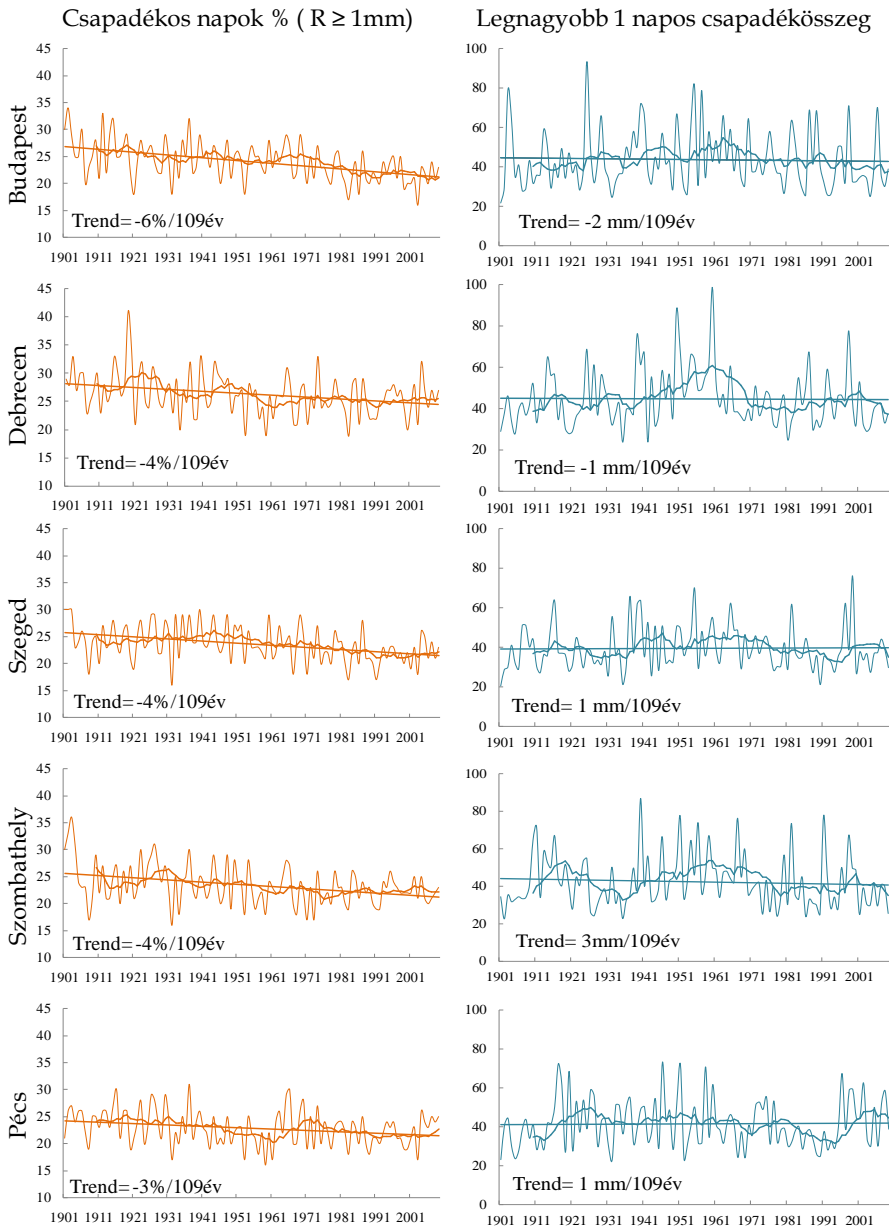 Csapadékos napok % ( R ≥ 1mm)
Legnagyobb 1 napos csapadékösszeg
Budapest
45
40
35
30
25
20
15
10
Trend= -6%/109év
1901 1911 1921 1931 1941 1951 1961 1971 1981 1991 2001
100
80
60
40
20
0
Trend= -2 mm/109év
1901 1911 1921 1931 1941 1951 1961 1971 1981 1991 2001
Debrecen
45
40
35
30
25
20
15
10
Trend= -4%/109év
1901 1911 1921 1931 1941 1951 1961 1971 1981 1991 2001
100
80
60
40
20
0
Trend= -1 mm/109év
1901 1911 1921 1931 1941 1951 1961 1971 1981 1991 2001
Szeged
45
40
35
30
25
20
15
10
Trend= -4%/109év
1901 1911 1921 1931 1941 1951 1961 1971 1981 1991 2001
100
80
60
40
20
0
Trend= 1 mm/109év
1901 1911 1921 1931 1941 1951 1961 1971 1981 1991 2001
Szombathely
45
40
35
30
25
20
15
10
Trend= -4%/109év
1901 1911 1921 1931 1941 1951 1961 1971 1981 1991 2001
100
80
60
40
20
0
Trend= 3mm/109év
1901 1911 1921 1931 1941 1951 1961 1971 1981 1991 2001
Pécs
45
40
35
30
25
20
15
10
Trend= -3%/109év
1901 1911 1921 1931 1941 1951 1961 1971 1981 1991 2001
100
80
60
40
20
0
Trend= 1 mm/109év
1901 1911 1921 1931 1941 1951 1961 1971 1981 1991 2001